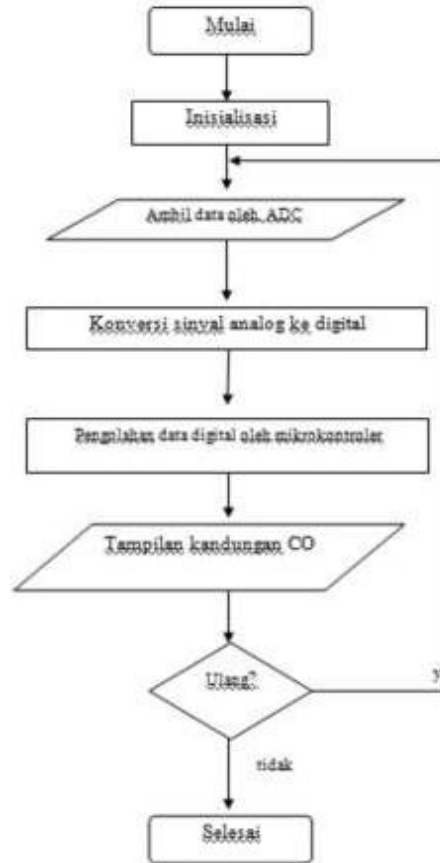 Mulai
Inisialisasi
Ambil data oleh ADC
Konversi sinyal analog ke digital
Pengolahan data digital oleh mikrokontroler
Tampilan kandungan CO
Ulang?
y
tidak
Selesai